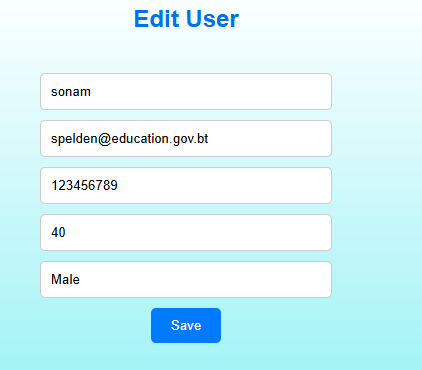 Edit User
sonam
spelden@education.gov.bt
123456789
40
Male
Save